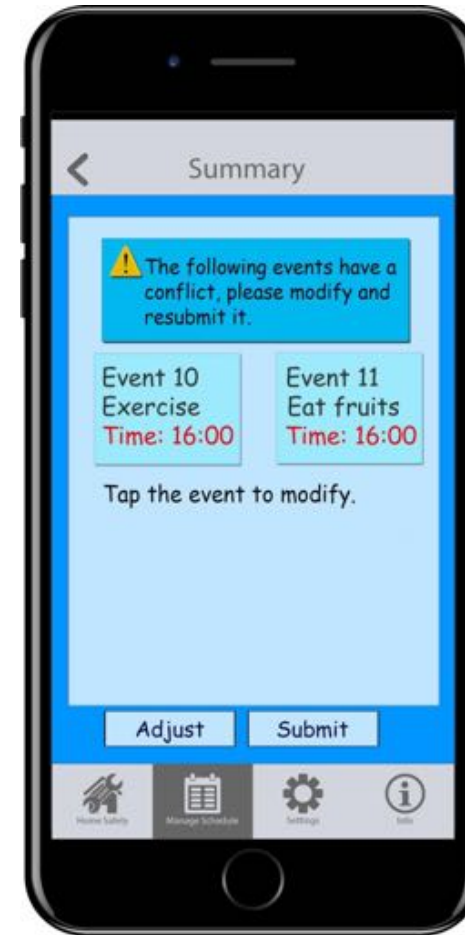 Summary
The following events have a
conflict, please modify and
resubmit it.
Event 10
Exercise
Time: 16:00
Event 11
Eat fruits
Time: 16:00
Tap the event to modify.
Adjust
Submit
Home Safety
Manage Schedule
Settings
Info